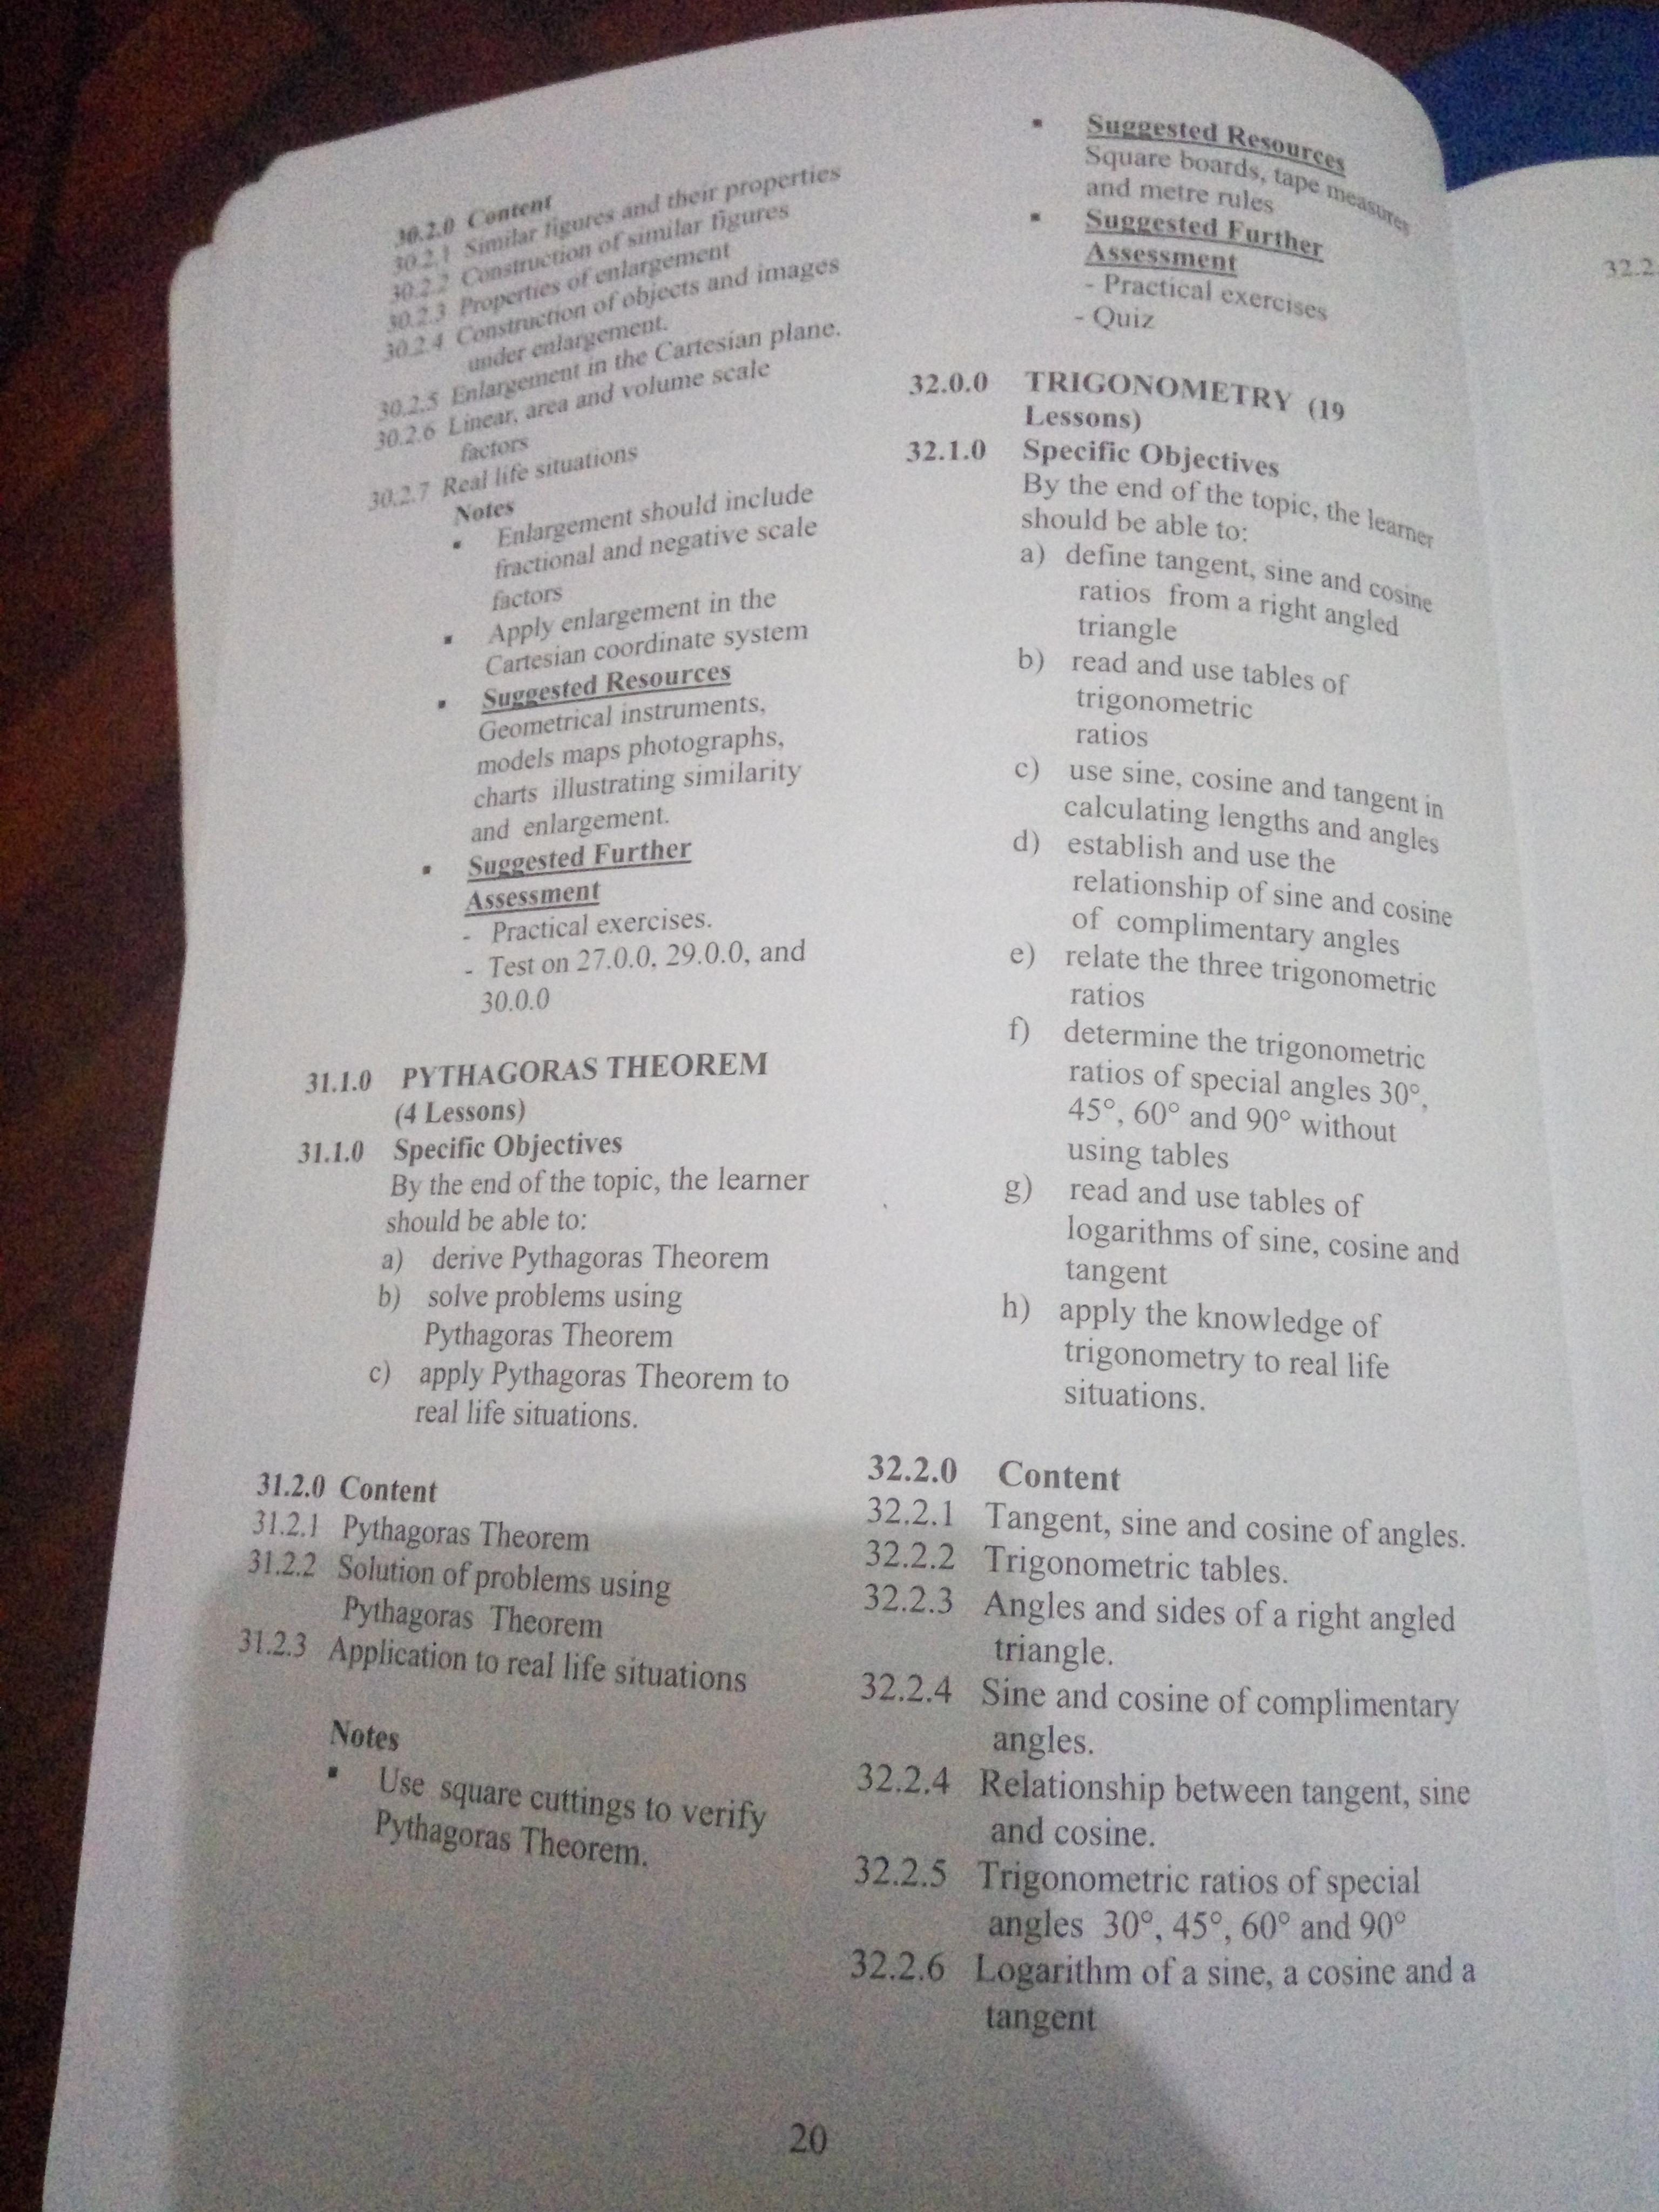 30.2.0 Content
30.2.1 Similar figures and their properties
30.2.2 Construction of similar figures
30.2.3 Properties of enlargement
30.2.4 Construction of objects and images
under enlargement.
30.2.5 Enlargement in the Cartesian plane.
30.2.6 Linear, area and volume scale
factors
30.2.7 Real life situations
Notes
▪ Enlargement should include
fractional and negative scale
factors
▪ Apply enlargement in the
Cartesian coordinate system
▪ Suggested Resources
Geometrical instruments,
models maps photographs,
charts illustrating similarity
and enlargement.
▪ Suggested Further
Assessment
- Practical exercises.
- Test on 27.0.0, 29.0.0, and
30.0.0
31.1.0 PYTHAGORAS THEOREM
(4 Lessons)
31.1.0 Specific Objectives
By the end of the topic, the learner
should be able to:
a) derive Pythagoras Theorem
b) solve problems using
Pythagoras Theorem
c) apply Pythagoras Theorem to
real life situations.
31.2.0 Content
31.2.1 Pythagoras Theorem
31.2.2 Solution of problems using
Pythagoras Theorem
31.2.3 Application to real life situations
Notes
▪ Use square cuttings to verify
Pythagoras Theorem.
▪ Suggested Resources
Square boards, tape measures
and metre rules
▪ Suggested Further
Assessment
- Practical exercises
- Quiz
32.0.0 TRIGONOMETRY (19
Lessons)
32.1.0 Specific Objectives
By the end of the topic, the learner
should be able to:
a) define tangent, sine and cosine
ratios from a right angled
triangle
b) read and use tables of
trigonometric
ratios
c) use sine, cosine and tangent in
calculating lengths and angles
d) establish and use the
relationship of sine and cosine
of complimentary angles
e) relate the three trigonometric
ratios
f) determine the trigonometric
ratios of special angles 30°,
45°, 60° and 90° without
using tables
g) read and use tables of
logarithms of sine, cosine and
tangent
h) apply the knowledge of
trigonometry to real life
situations.
32.2.0 Content
32.2.1 Tangent, sine and cosine of angles.
32.2.2 Trigonometric tables.
32.2.3 Angles and sides of a right angled
triangle.
32.2.4 Sine and cosine of complimentary
angles.
32.2.4 Relationship between tangent, sine
and cosine.
32.2.5 Trigonometric ratios of special
angles 30°, 45°, 60° and 90°
32.2.6 Logarithm of a sine, a cosine and a
tangent
20
32.2.